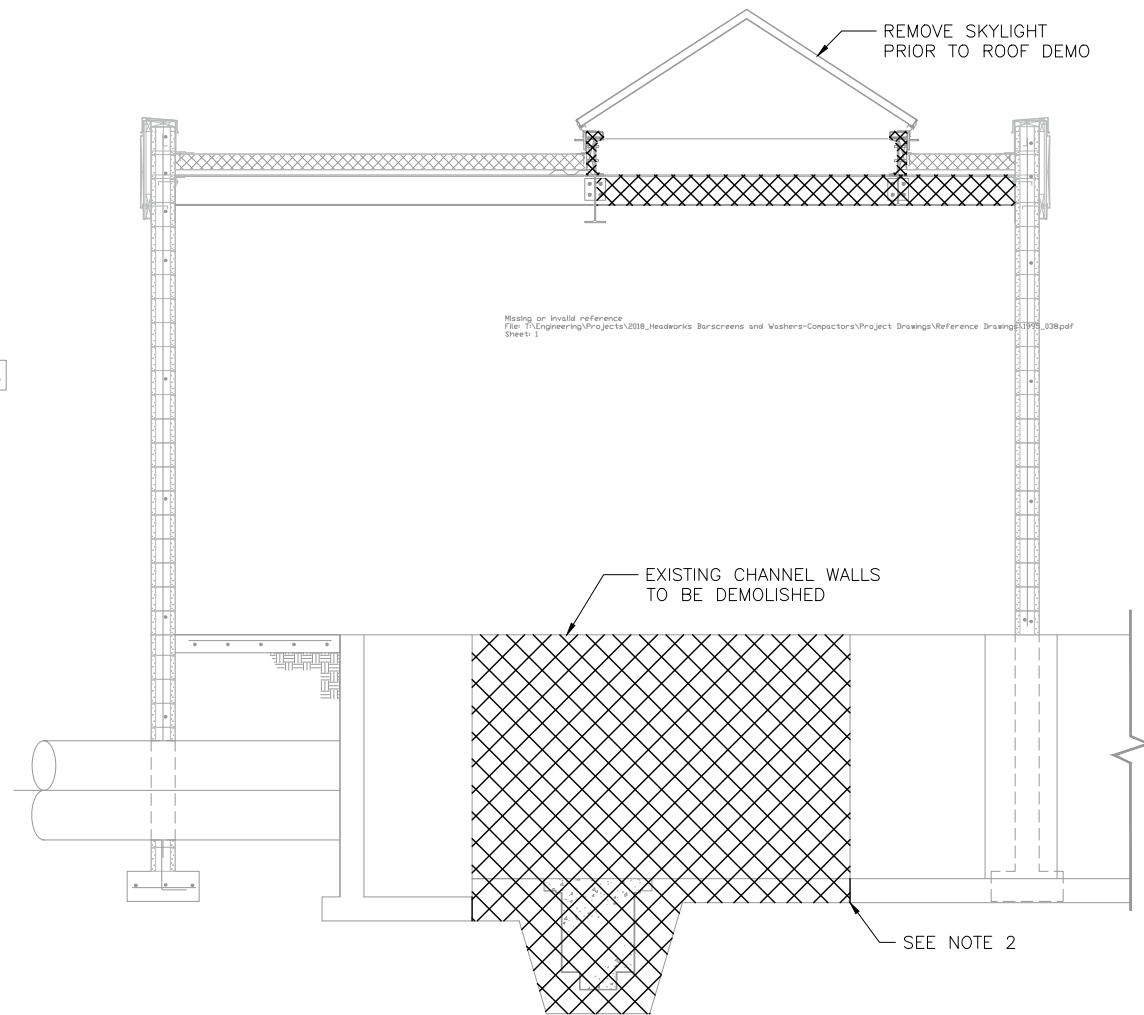 REMOVE SKYLIGHT
PRIOR TO ROOF DEMO
Missing or invalid reference
File: T:\Engineering\Projects\2018_Headworks Barscreens and Washers-Compactors\Project Drawings\Reference Drawings\1995_038.pdf
Sheet: 1
EXISTING CHANNEL WALLS
TO BE DEMOLISHED
SEE NOTE 2